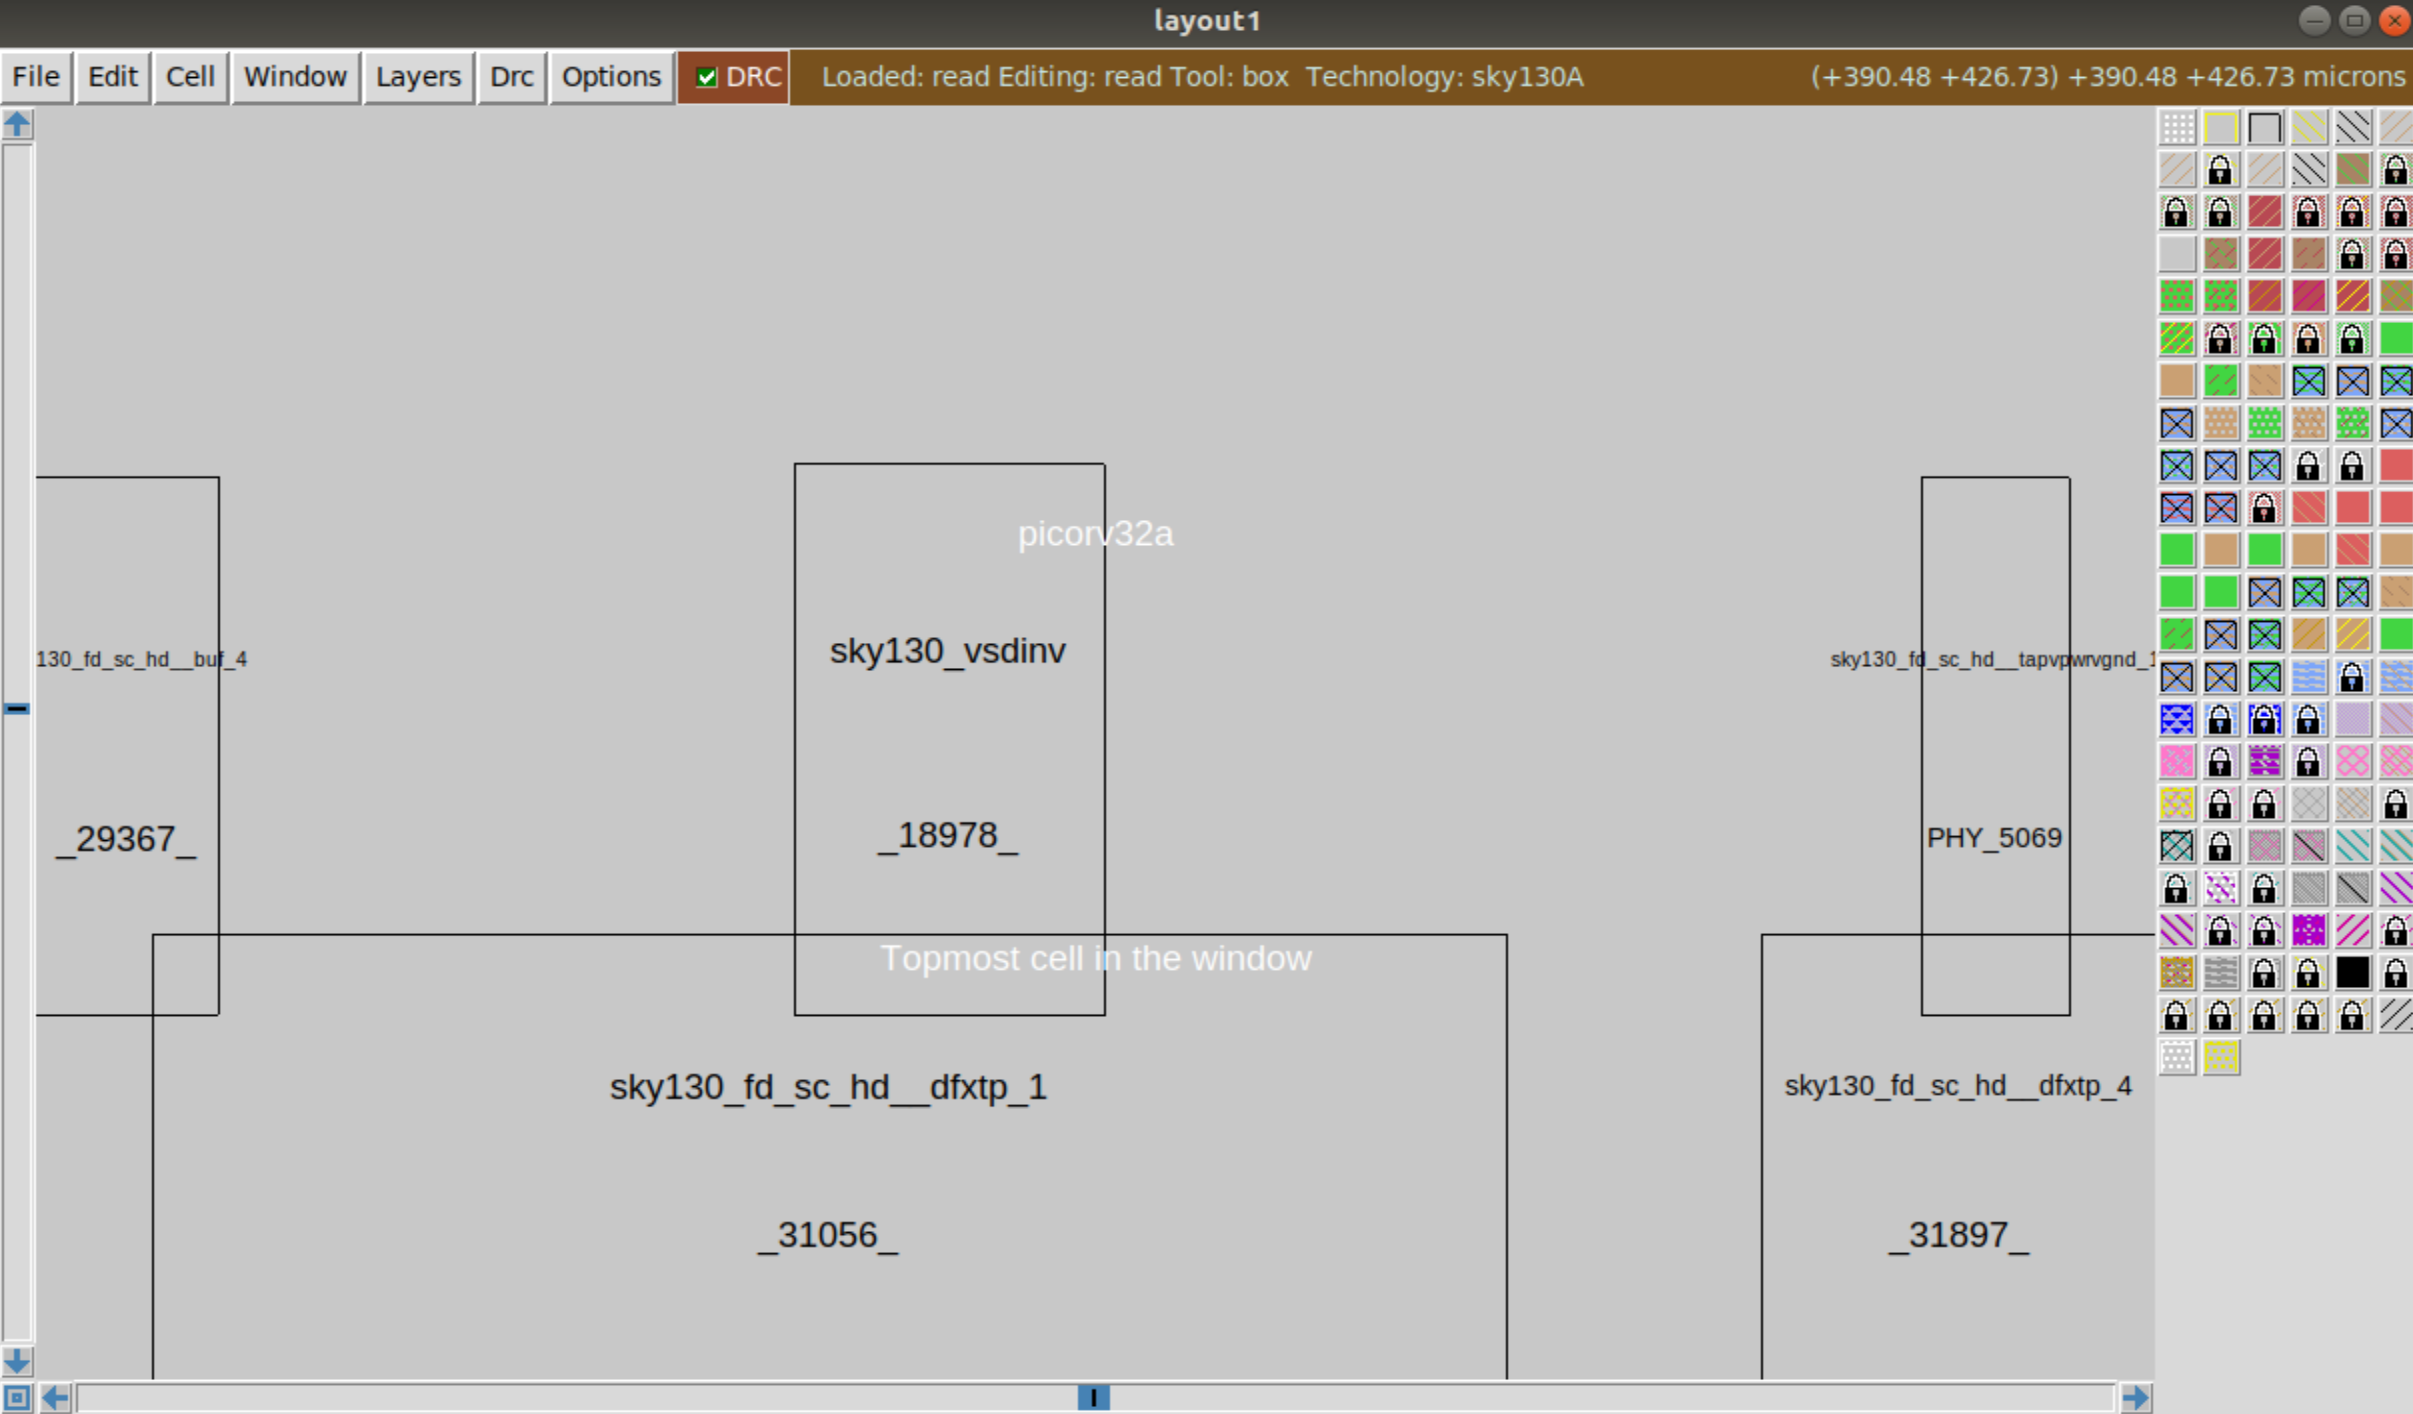 layout1
File Edit Cell Window Layers Drc Options DRC Loaded: read Editing: read Tool: box Technology: sky130A (+390.48 +426.73) +390.48 +426.73 microns
picorv32a
sky130_vsdinv
130_fd_sc_hd__buf_4
sky130_fd_sc_hd__tapvpwrvgnd_1
_29367_
_18978_
PHY_5069
Topmost cell in the window
sky130_fd_sc_hd__dfxtp_1
sky130_fd_sc_hd__dfxtp_4
_31056_
_31897_